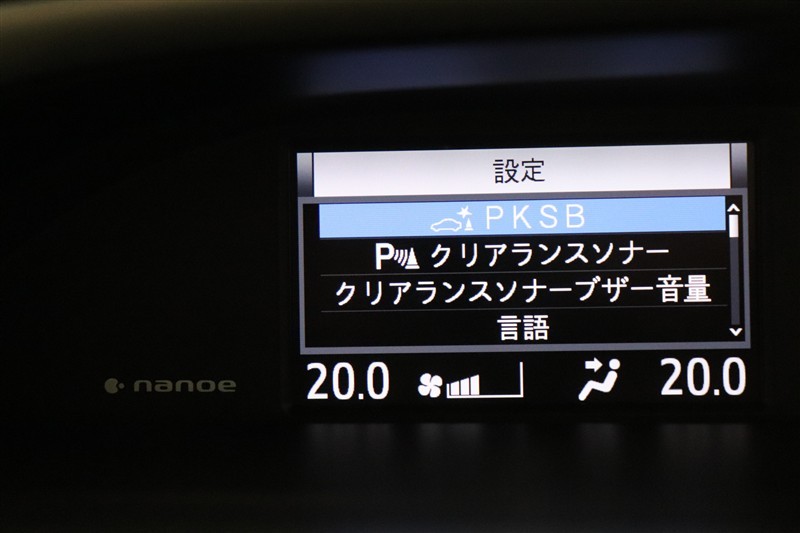 設定
PKSB
P クリアランスソナー
クリアランスソナーブザー音量
言語
20.0 20.0
nanoe